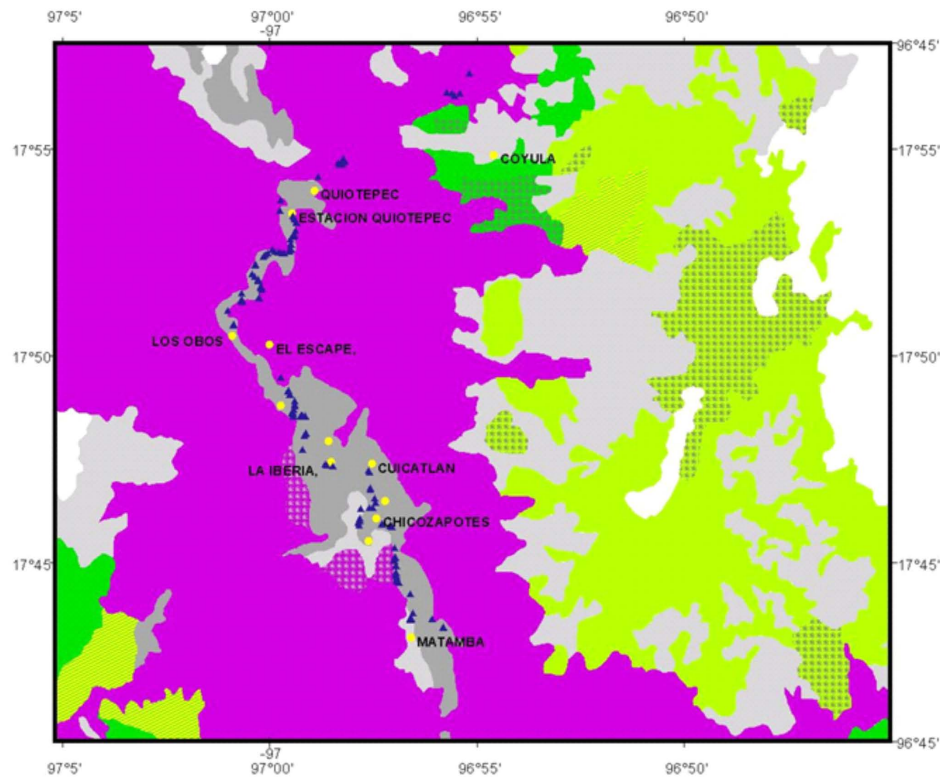 97°5' 97°00' 96°55' 96°50'
-97
96°45'
17°55' 17°55'
COYULA
QUIOTEPEC
ESTACION QUIOTEPEC
LOS OBOS
EL ESCAPE,
17°50' 17°50'
LA IBERIA,
CUICATLAN
CHICOZAPOTES
17°45' 17°45'
MATAMBA
96°45'
-97
97°5' 97°00' 96°55' 96°50'